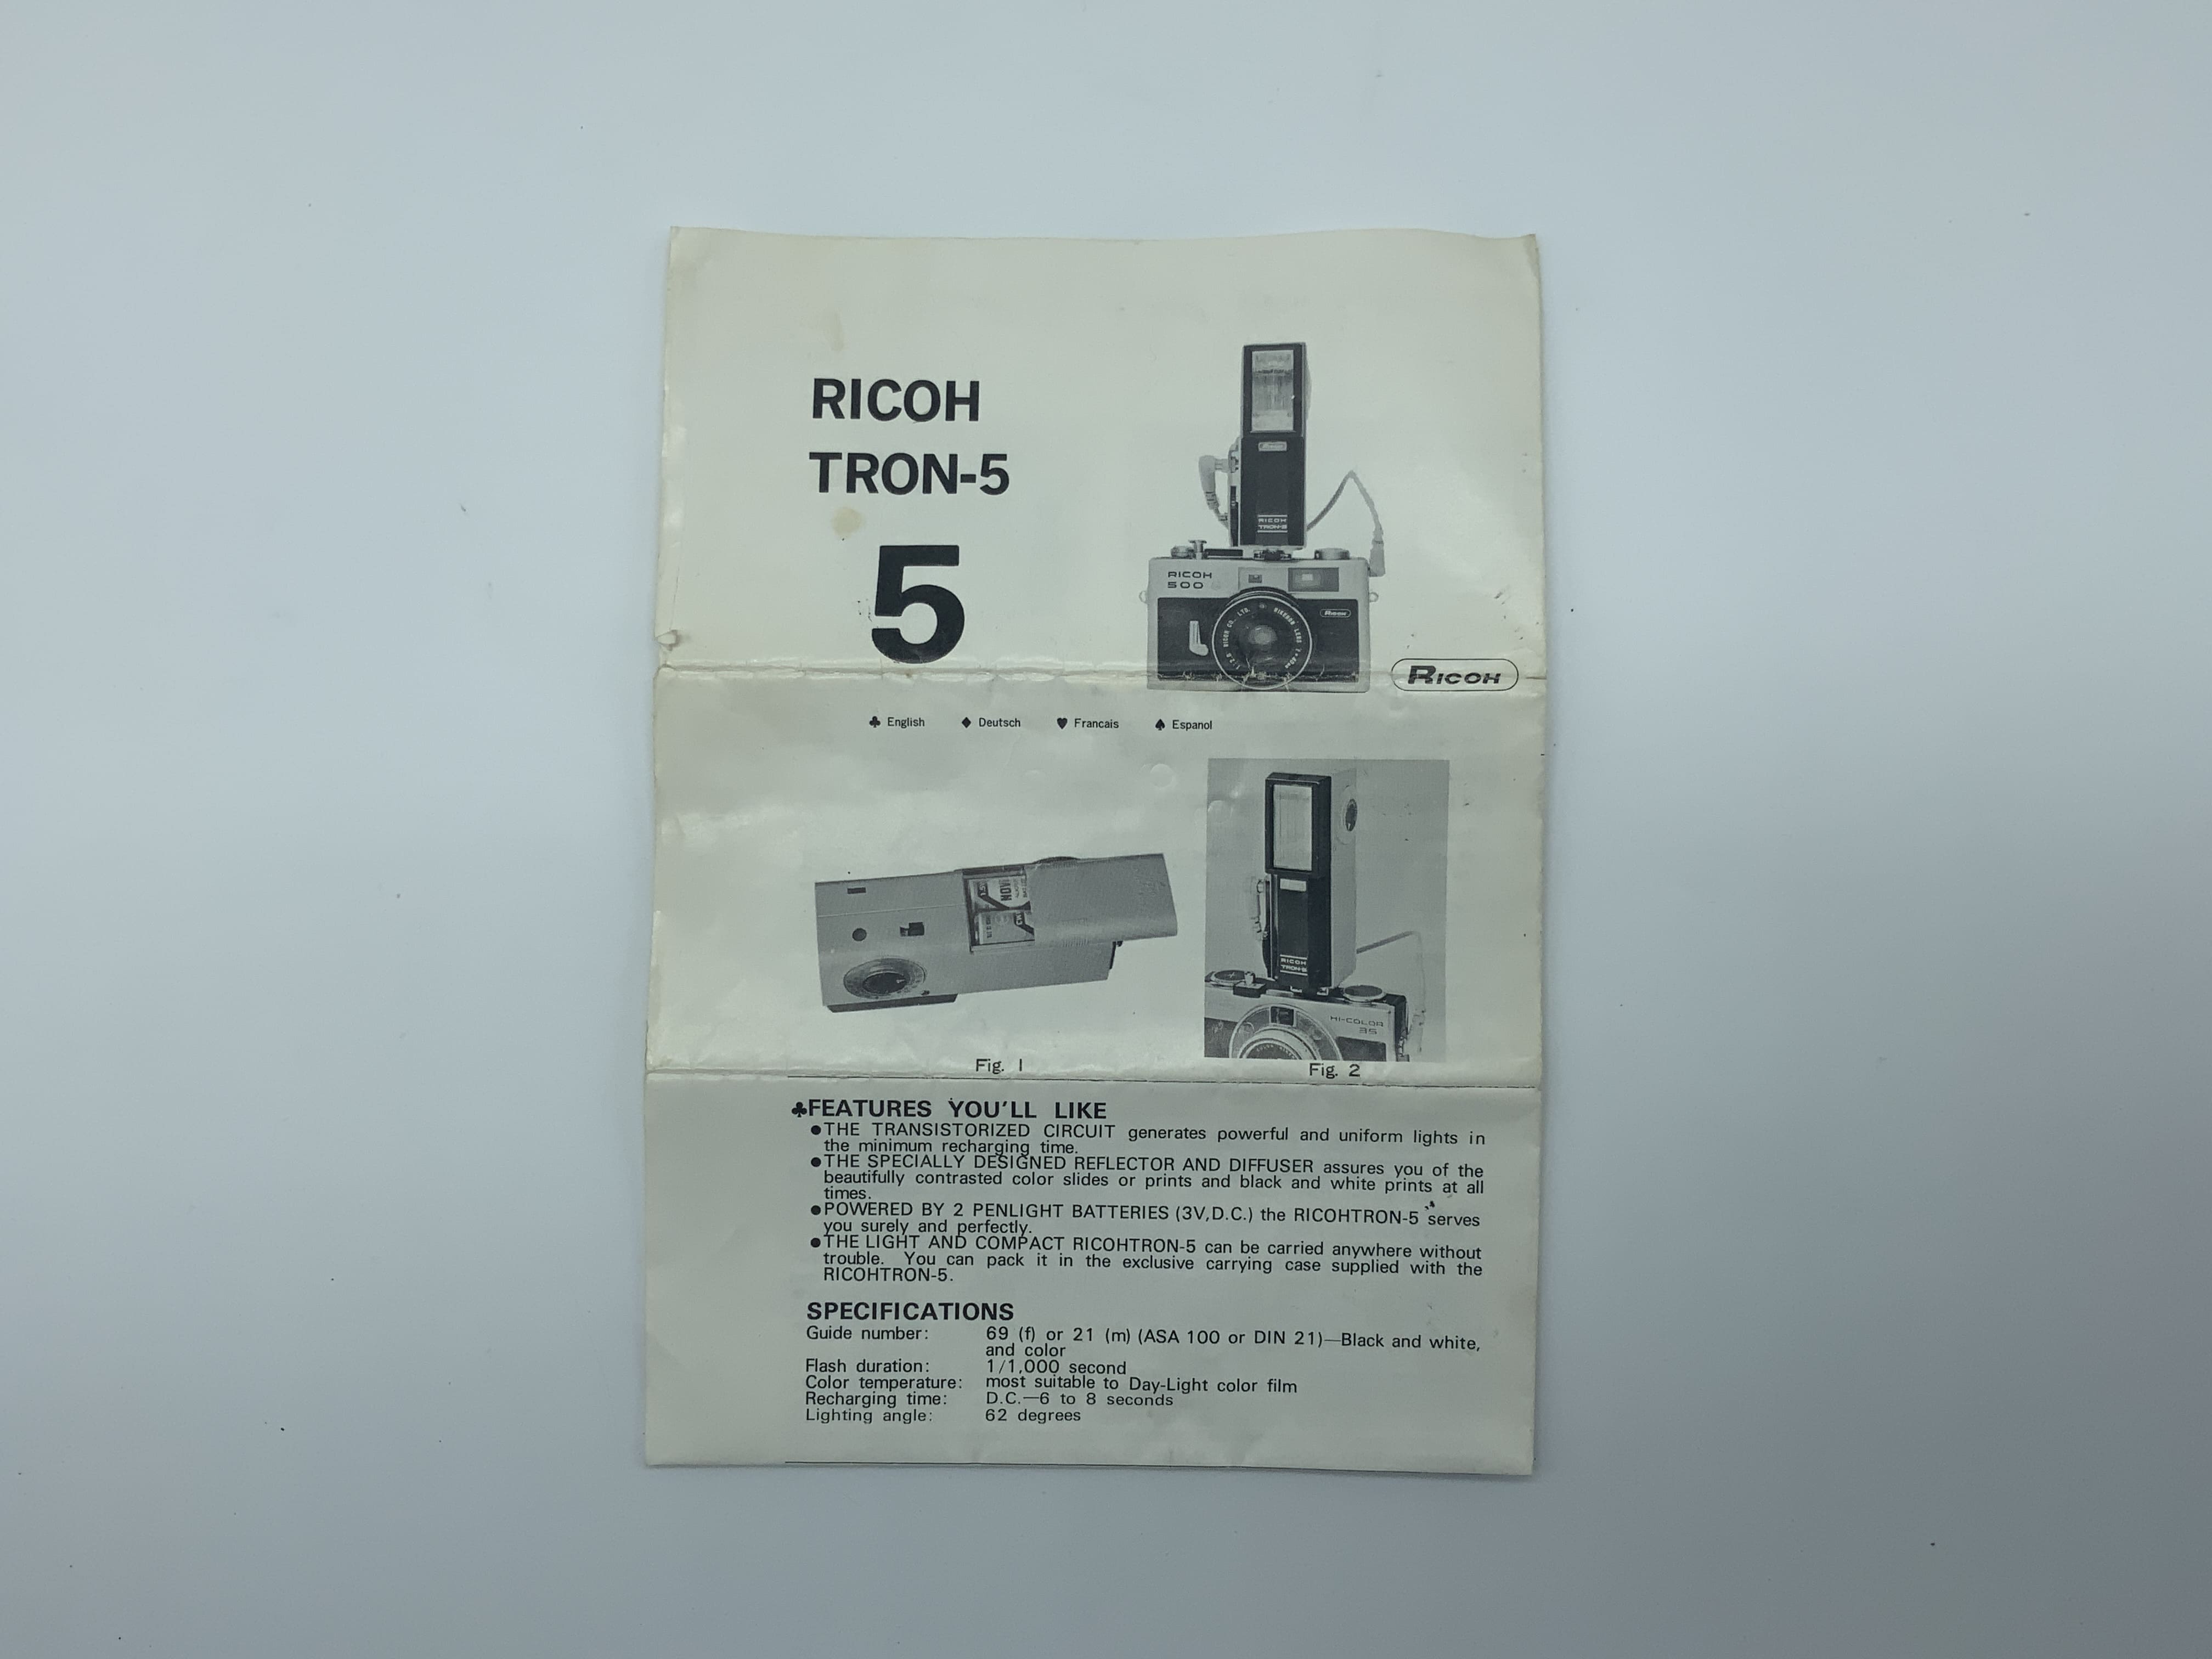 RICOH
TRON-5
5
RICOH
RICOH
TRON-5
RICOH
500
RICOH
RICOH
♣ English ♦ Deutsch ♥ Francais ♠ Espanol
RICOH
TRON-5
HI-COLOR
35
Fig. 1
Fig. 2
♣FEATURES YOU'LL LIKE
●THE TRANSISTORIZED CIRCUIT generates powerful and uniform lights in
the minimum recharging time.
●THE SPECIALLY DESIGNED REFLECTOR AND DIFFUSER assures you of the
beautifully contrasted color slides or prints and black and white prints at all
times.
●POWERED BY 2 PENLIGHT BATTERIES (3V,D.C.) the RICOHTRON-5 serves
you surely and perfectly.
●THE LIGHT AND COMPACT RICOHTRON-5 can be carried anywhere without
trouble. You can pack it in the exclusive carrying case supplied with the
RICOHTRON-5.
SPECIFICATIONS
Guide number: 69 (f) or 21 (m) (ASA 100 or DIN 21)—Black and white,
and color
Flash duration: 1/1,000 second
Color temperature: most suitable to Day-Light color film
Recharging time: D.C.—6 to 8 seconds
Lighting angle: 62 degrees